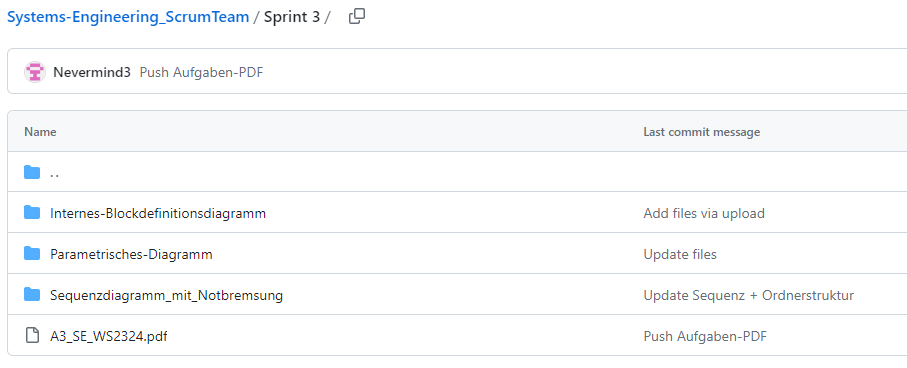 Systems-Engineering_ScrumTeam / Sprint 3 /
Nevermind3 Push Aufgaben-PDF
Name Last commit message
..
Internes-Blockdefinitionsdiagramm Add files via upload
Parametrisches-Diagramm Update files
Sequenzdiagramm_mit_Notbremsung Update Sequenz + Ordnerstruktur
A3_SE_WS2324.pdf Push Aufgaben-PDF